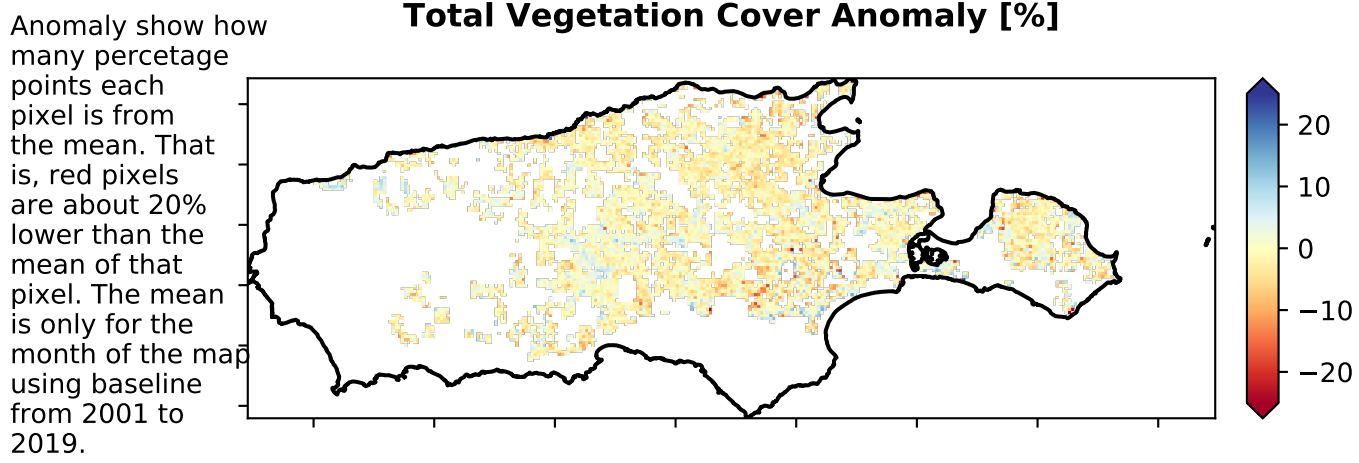 Total Vegetation Cover Anomaly [%]
Anomaly show how
many percetage
points each
pixel is from
the mean. That
is, red pixels
are about 20%
lower than the
mean of that
pixel. The mean
is only for the
month of the map
using baseline
from 2001 to
2019.
20
10
0
−10
−20